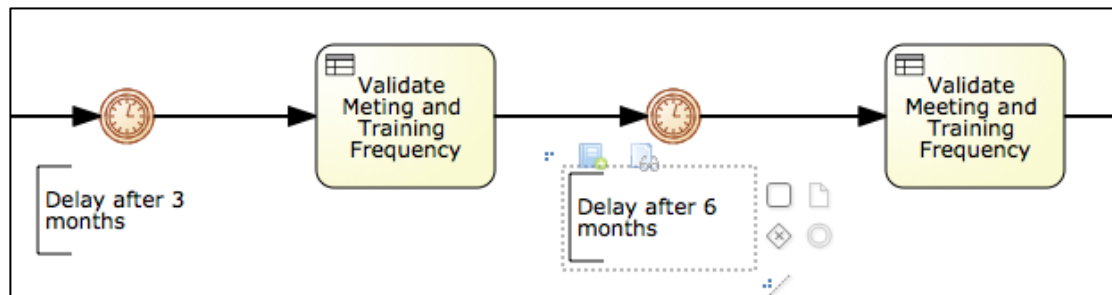 Validate
Meting and
Training
Frequency
Validate
Meeting and
Training
Frequency
Delay after 3
months
Delay after 6
months